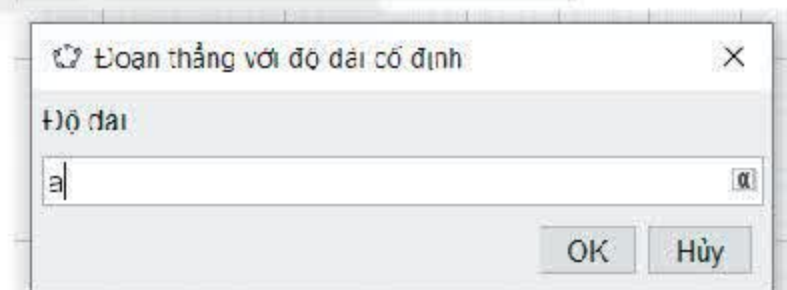 Đoạn thẳng với độ dài cố định
Độ dài
a
α
OK Hủy